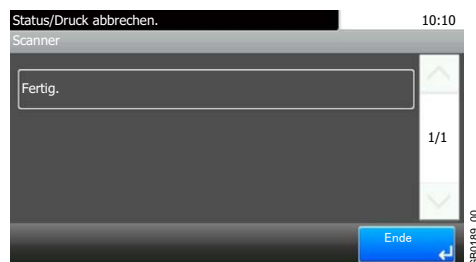 Status/Druck abbrechen. 10:10
Scanner
Fertig.
1/1
Ende